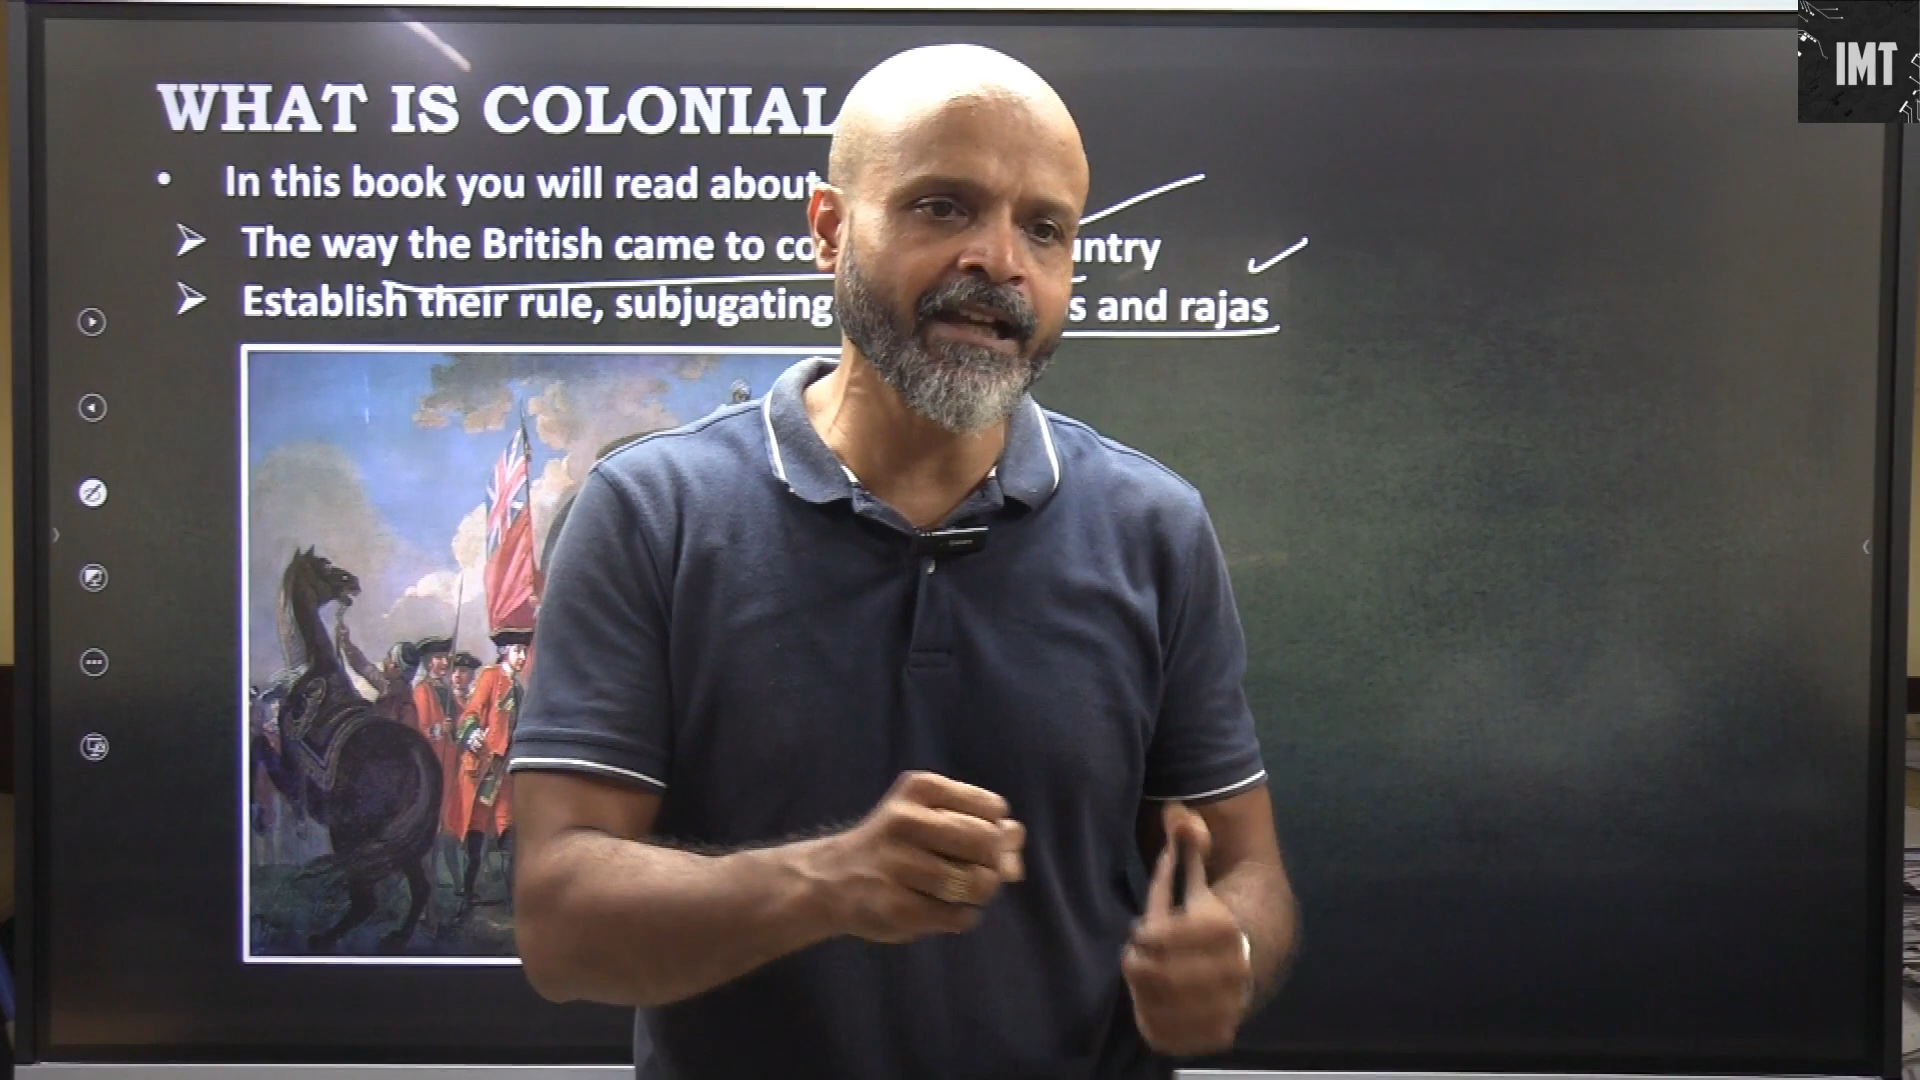 WHAT IS COLONIAL
• In this book you will read about
➢ The way the British came to co untry
➢ Establish their rule, subjugating s and rajas
IMT